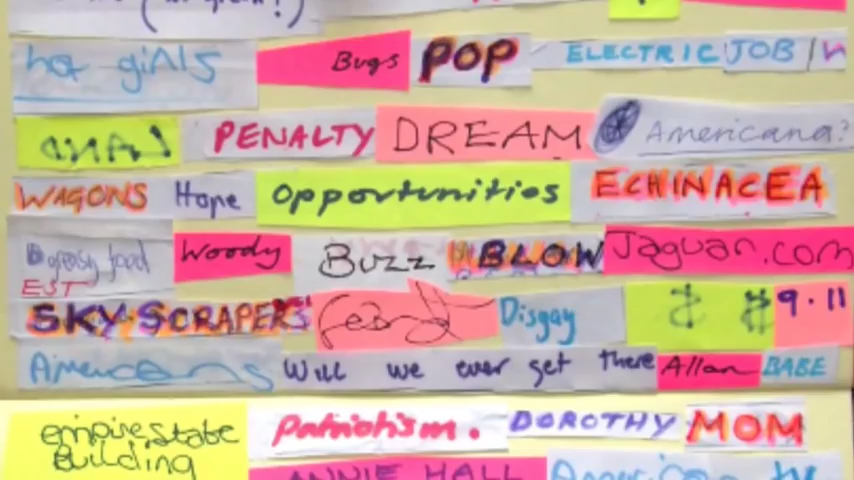 hot girls Bugs POP ELECTRIC JOB
PENALTY DREAM Americana?
WAGONS Hope Opportunities ECHINACEA
greasy food Woody Buzz BLOW Jaguar.com
EST
SKYSCRAPERS Disgay $ $ 9.11
Americans Will we ever get there Allan BABE
empire state building Patriotism. DOROTHY MOM
ANNIE HALL American